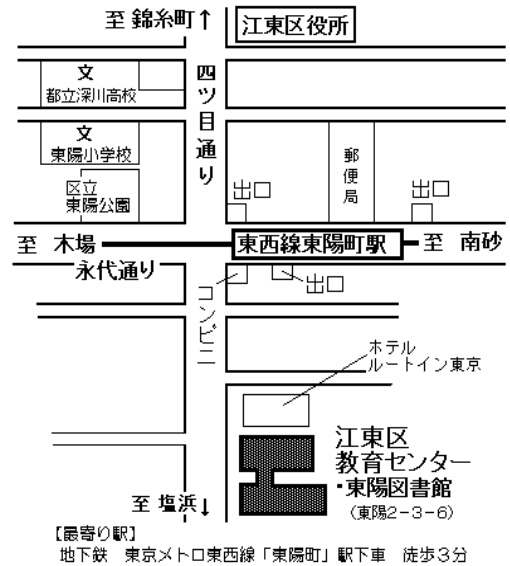 至 錦糸町↑
江東区役所
文
都立深川高校
四ツ目通り
文
東陽小学校
区立
東陽公園
出口
郵便局
出口
至 木場
東西線東陽町駅
至 南砂
永代通り
コンビニ
出口
ホテル
ルートイン東京
江東区
教育センター
・東陽図書館
(東陽2-3-6)
至 塩浜↓
【最寄り駅】
地下鉄 東京メトロ東西線「東陽町」駅下車 徒歩3分